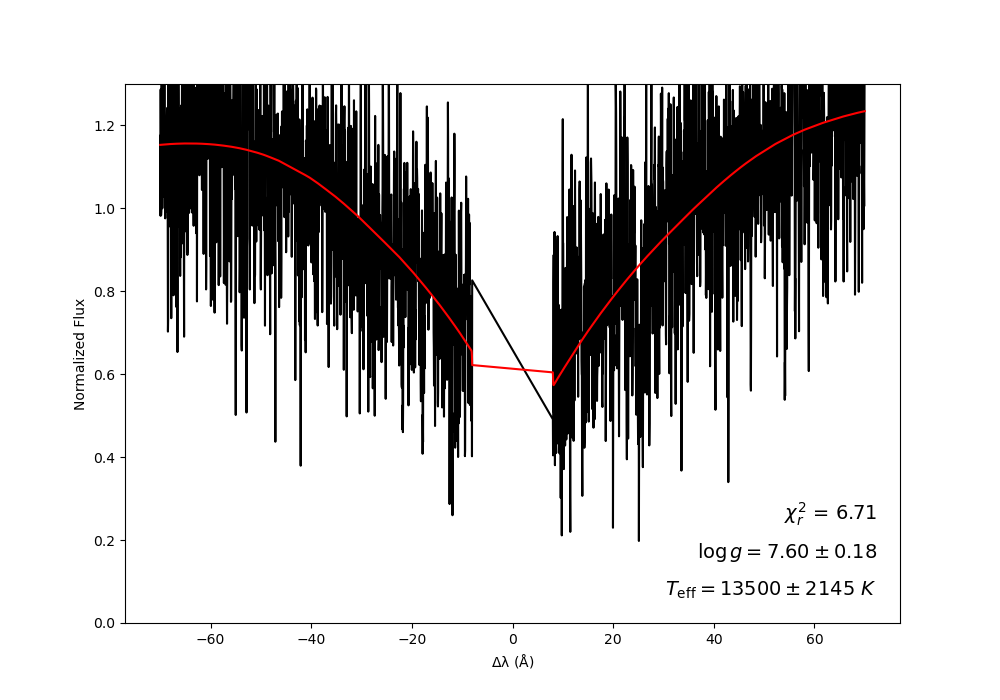 1.2
1.0
0.8
0.6
0.4
0.2
0.0
Normalized Flux
χ²ᵣ = 6.71
log g = 7.60 ± 0.18
T_eff = 13500 ± 2145 K
−60 −40 −20 0 20 40 60
Δλ (Å)